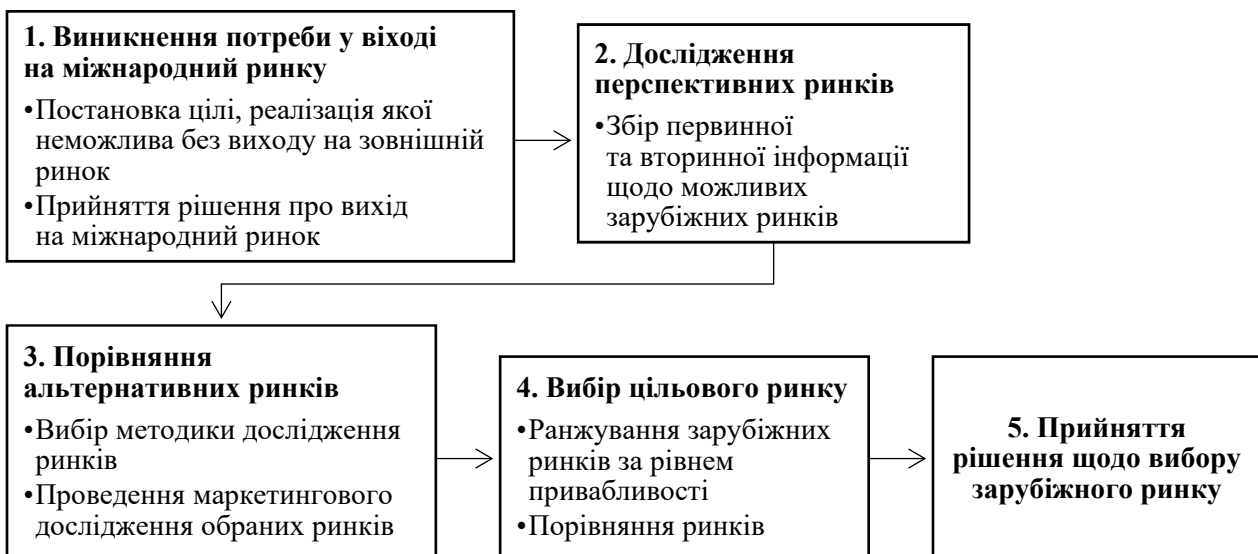 1. Виникнення потреби у віході
на міжнародний ринку
•Постановка цілі, реалізація якої
неможлива без виходу на зовнішній
ринок
•Прийняття рішення про вихід
на міжнародний ринок
2. Дослідження
перспективних ринків
•Збір первинної
та вторинної інформації
щодо можливих
зарубіжних ринків
3. Порівняння
альтернативних ринків
•Вибір методики дослідження
ринків
•Проведення маркетингового
дослідження обраних ринків
4. Вибір цільового ринку
•Ранжування зарубіжних
ринків за рівнем
привабливості
•Порівняння ринків
5. Прийняття
рішення щодо вибору
зарубіжного ринку